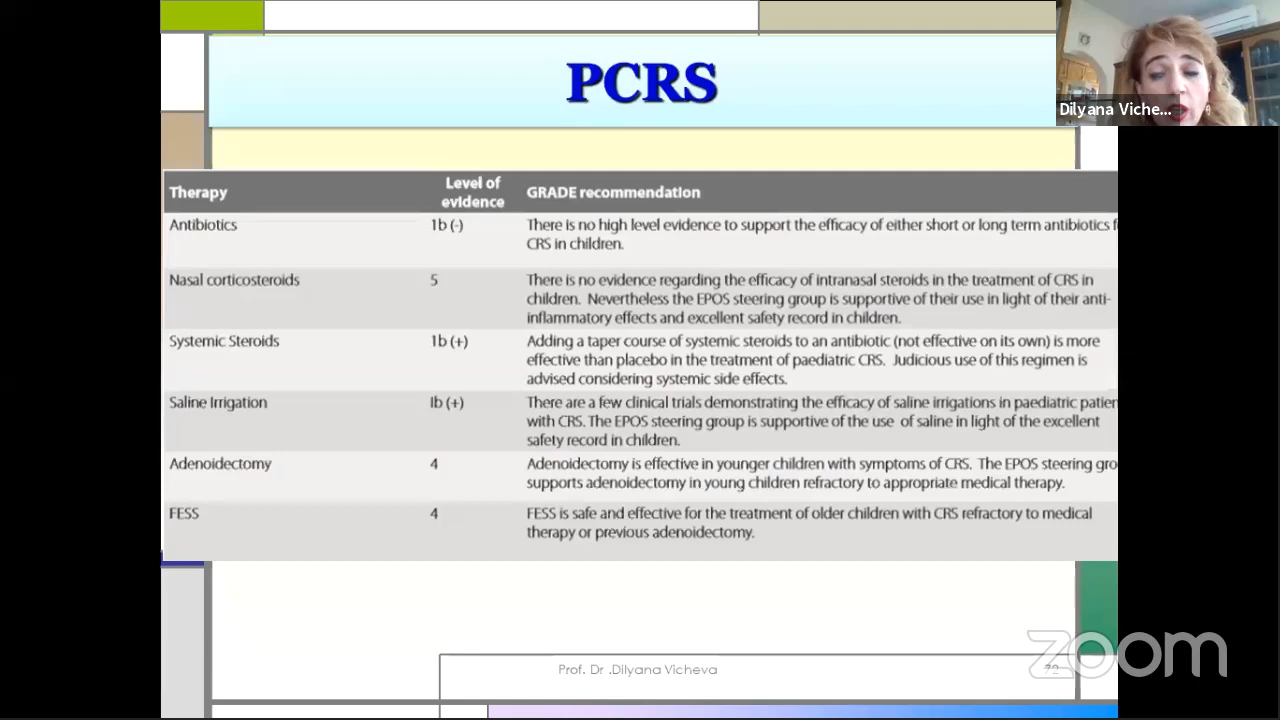 PCRS
Dilyana Viche...
Therapy
Level of
evidence
GRADE recommendation
Antibiotics
1b (-)
There is no high level evidence to support the efficacy of either short or long term antibiotics f
CRS in children.
Nasal corticosteroids
5
There is no evidence regarding the efficacy of intranasal steroids in the treatment of CRS in
children. Nevertheless the EPOS steering group is supportive of their use in light of their anti-
inflammatory effects and excellent safety record in children.
Systemic Steroids
1b (+)
Adding a taper course of systemic steroids to an antibiotic (not effective on its own) is more
effective than placebo in the treatment of paediatric CRS. Judicious use of this regimen is
advised considering systemic side effects.
Saline Irrigation
Ib (+)
There are a few clinical trials demonstrating the efficacy of saline irrigations in paediatric patien
with CRS. The EPOS steering group is supportive of the use of saline in light of the excellent
safety record in children.
Adenoidectomy
4
Adenoidectomy is effective in younger children with symptoms of CRS. The EPOS steering gro
supports adenoidectomy in young children refractory to appropriate medical therapy.
FESS
4
FESS is safe and effective for the treatment of older children with CRS refractory to medical
therapy or previous adenoidectomy.
Prof. Dr .Dilyana Vicheva
zoom